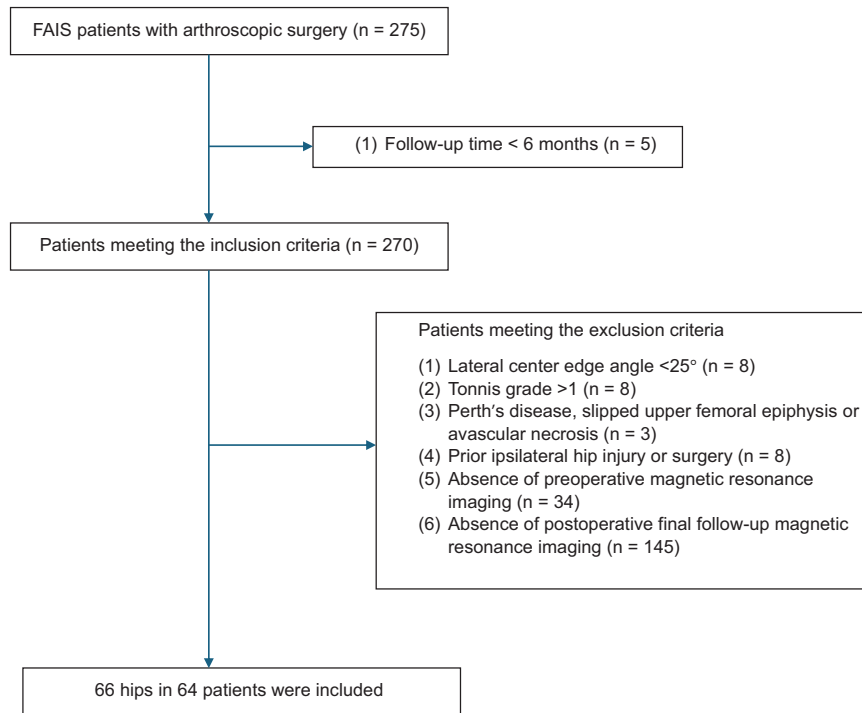 FAIS patients with arthroscopic surgery (n = 275)
(1) Follow-up time < 6 months (n = 5)
Patients meeting the inclusion criteria (n = 270)
Patients meeting the exclusion criteria
(1) Lateral center edge angle <25° (n = 8)
(2) Tonnis grade >1 (n = 8)
(3) Perth's disease, slipped upper femoral epiphysis or
avascular necrosis (n = 3)
(4) Prior ipsilateral hip injury or surgery (n = 8)
(5) Absence of preoperative magnetic resonance
imaging (n = 34)
(6) Absence of postoperative final follow-up magnetic
resonance imaging (n = 145)
66 hips in 64 patients were included